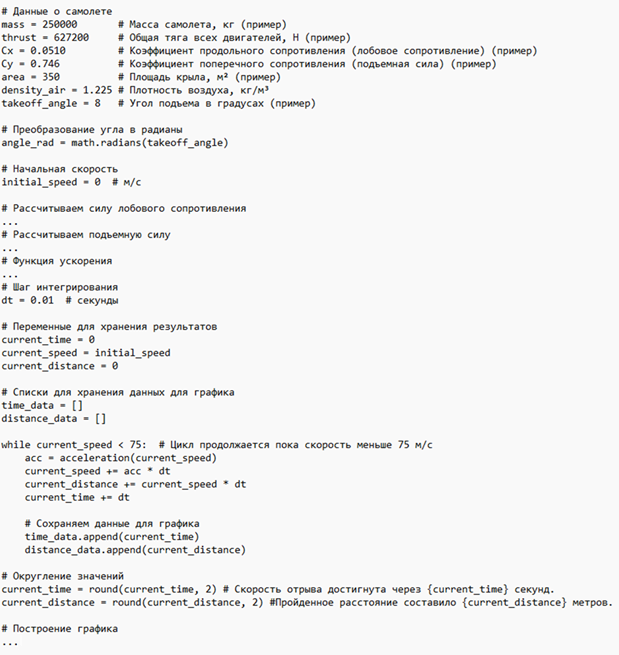 # Данные о самолете
mass = 250000       # Масса самолета, кг (пример)
thrust = 627200     # Общая тяга всех двигателей, Н (пример)
Cx = 0.0510         # Коэффициент продольного сопротивления (лобовое сопротивление) (пример)
Cy = 0.746          # Коэффициент поперечного сопротивления (подъемная сила) (пример)
area = 350          # Площадь крыла, м² (пример)
density_air = 1.225 # Плотность воздуха, кг/м³
takeoff_angle = 8   # Угол подъема в градусах (пример)

# Преобразование угла в радианы
angle_rad = math.radians(takeoff_angle)

# Начальная скорость
initial_speed = 0  # м/с

# Рассчитываем силу лобового сопротивления
...
# Рассчитываем подъемную силу
...
# Функция ускорения
...
# Шаг интегрирования
dt = 0.01  # секунды

# Переменные для хранения результатов
current_time = 0
current_speed = initial_speed
current_distance = 0

# Списки для хранения данных для графика
time_data = []
distance_data = []

while current_speed < 75:  # Цикл продолжается пока скорость меньше 75 м/с
    acc = acceleration(current_speed)
    current_speed += acc * dt
    current_distance += current_speed * dt
    current_time += dt

    # Сохраняем данные для графика
    time_data.append(current_time)
    distance_data.append(current_distance)

# Округление значений
current_time = round(current_time, 2) # Скорость отрыва достигнута через {current_time} секунд.
current_distance = round(current_distance, 2) #Пройденное расстояние составило {current_distance} метров.

# Построение графика
...